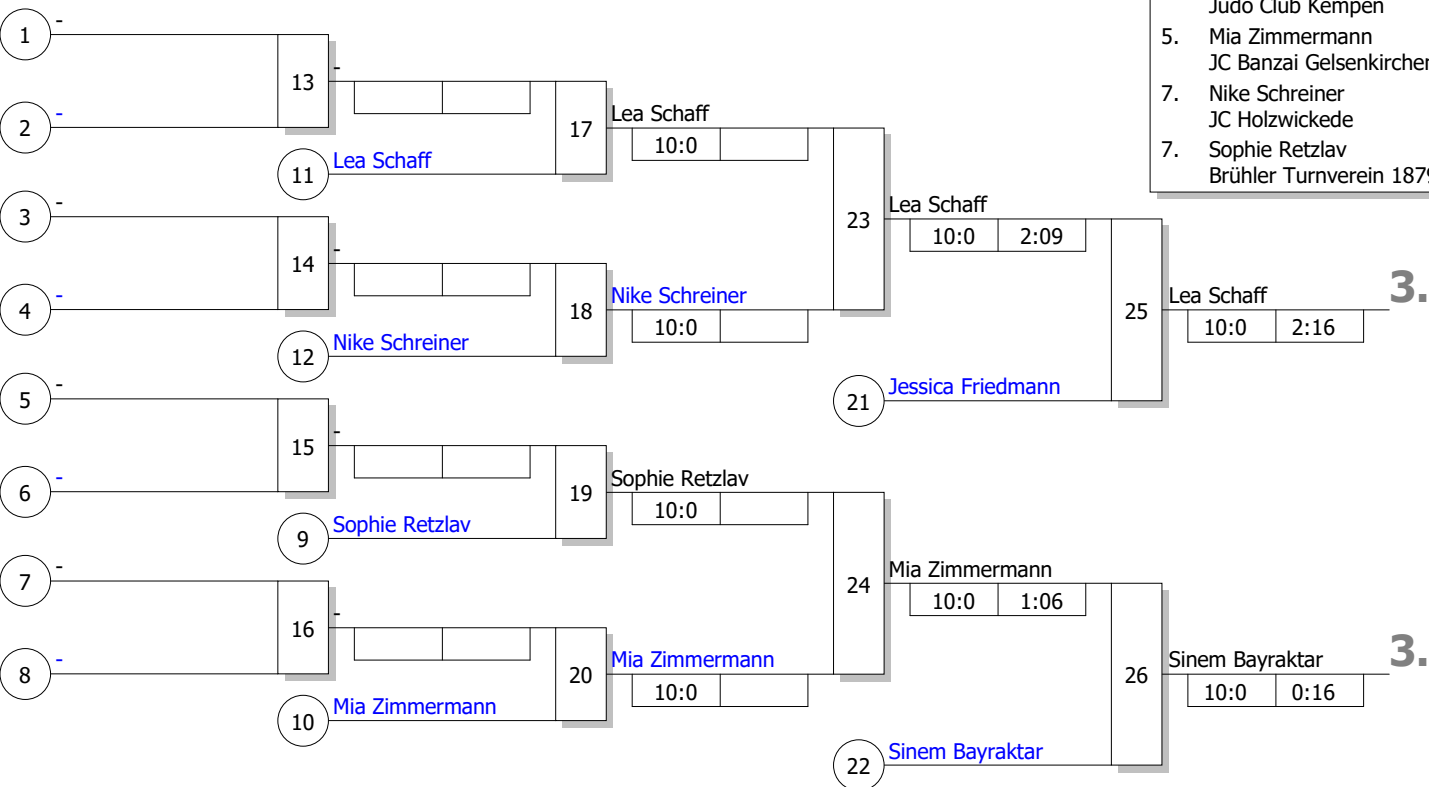 -
1
13
-
2
-
17
Lea Schaff
10:0
11
Lea Schaff
3
-
14
-
4
-
18
Nike Schreiner
10:0
12
Nike Schreiner
23
Lea Schaff
10:0 2:09
21
Jessica Friedmann
25
Lea Schaff
10:0 2:16
3.
5
-
15
-
6
-
19
Sophie Retzlav
10:0
9
Sophie Retzlav
7
-
16
-
8
-
20
Mia Zimmermann
10:0
10
Mia Zimmermann
24
Mia Zimmermann
10:0 1:06
22
Sinem Bayraktar
26
Sinem Bayraktar
10:0 0:16
3.
Judo Club Kempen
5. Mia Zimmermann
JC Banzai Gelsenkirchen
7. Nike Schreiner
JC Holzwickede
7. Sophie Retzlav
Brühler Turnverein 1879